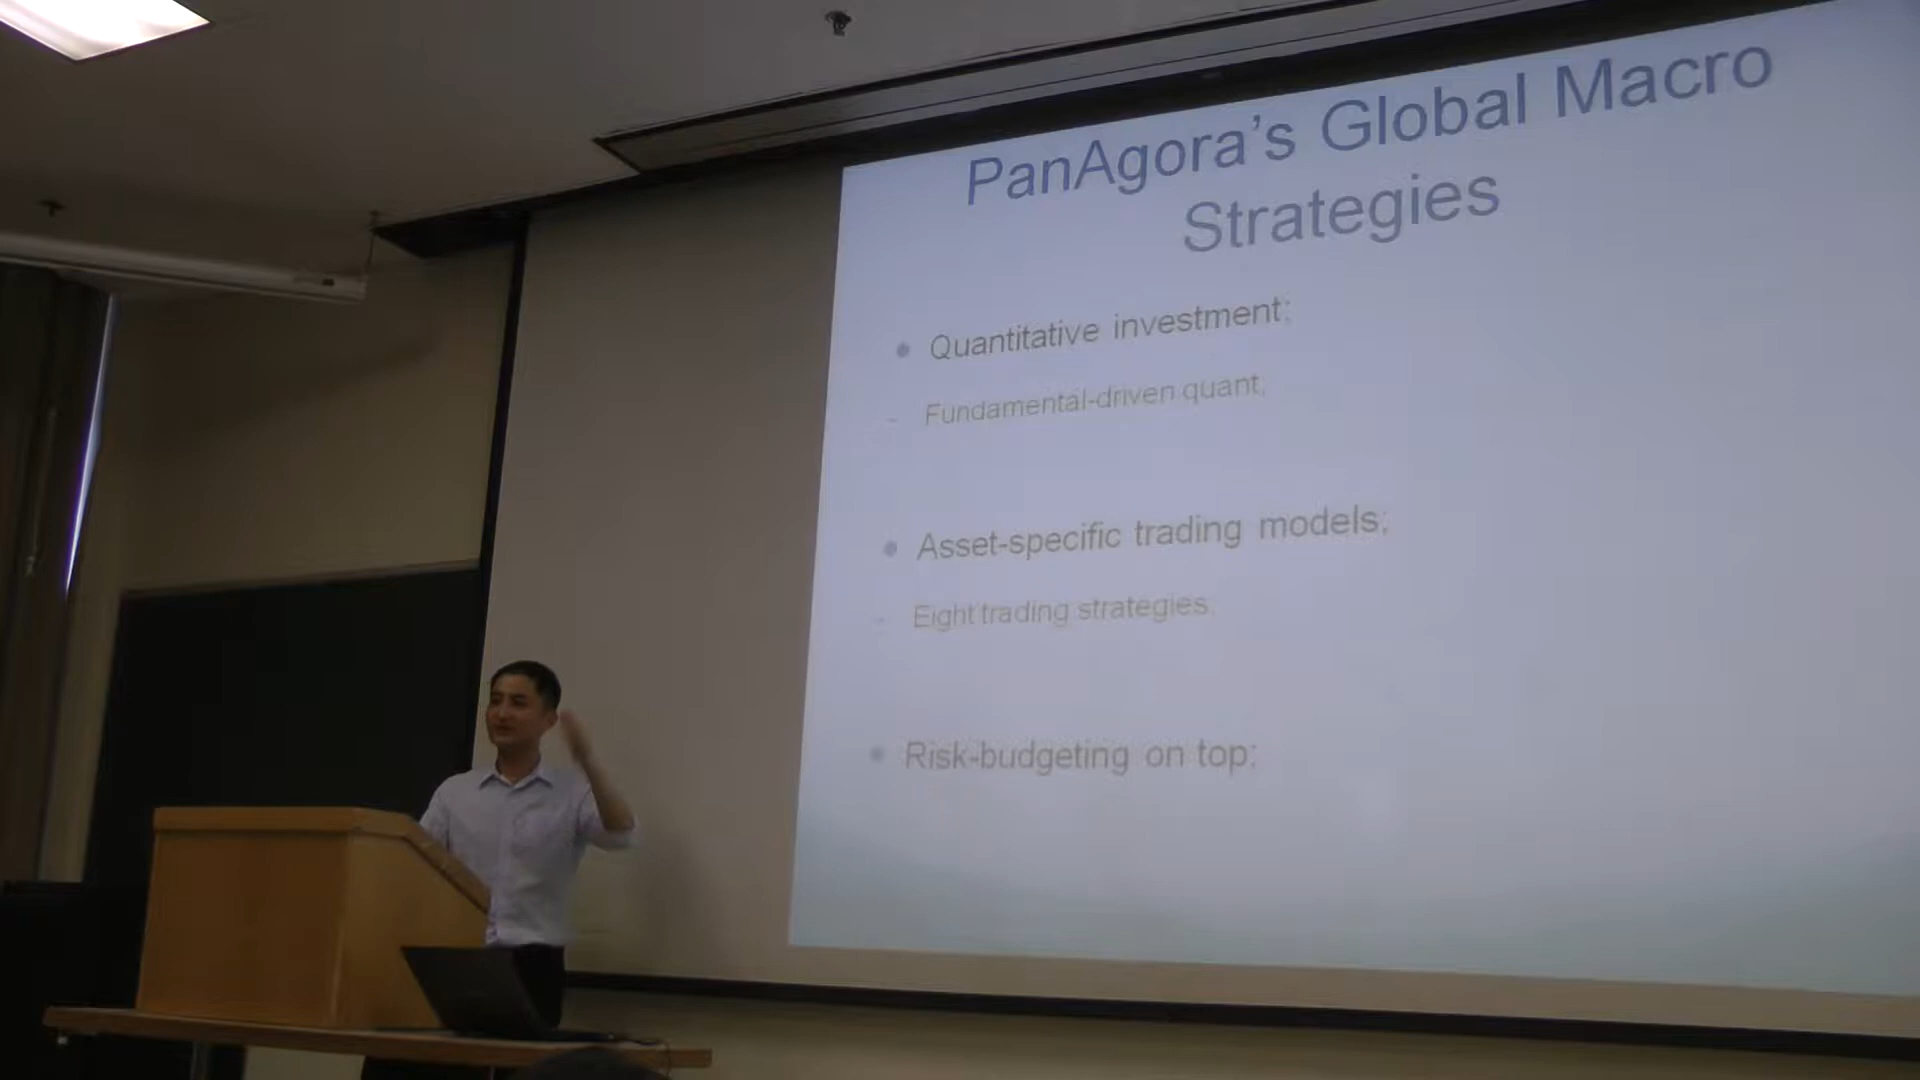 PanAgora's Global Macro
Strategies
• Quantitative investment;
- Fundamental-driven quant;
• Asset-specific trading models;
- Eight trading strategies;
• Risk-budgeting on top;